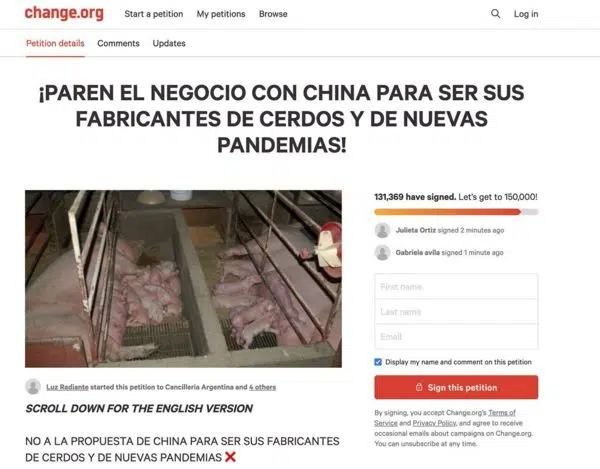 change.org
Start a petition
My petitions
Browse
Log in
Petition details
Comments
Updates
¡PAREN EL NEGOCIO CON CHINA PARA SER SUS
FABRICANTES DE CERDOS Y DE NUEVAS
PANDEMIAS!
131,369 have signed. Let's get to 150,000!
Julieta Ortiz signed 2 minutes ago
Gabriela avila signed 1 minute ago
First name
Last name
Email
Display my name and comment on this petition
Sign this petition
By signing, you accept Change.org's Terms of
Service and Privacy Policy, and agree to receive
occasional emails about campaigns on Change.org.
You can unsubscribe at any time.
Luz Radiante started this petition to Cancillería Argentina and 4 others
SCROLL DOWN FOR THE ENGLISH VERSION
NO A LA PROPUESTA DE CHINA PARA SER SUS FABRICANTES
DE CERDOS Y DE NUEVAS PANDEMIAS ❌